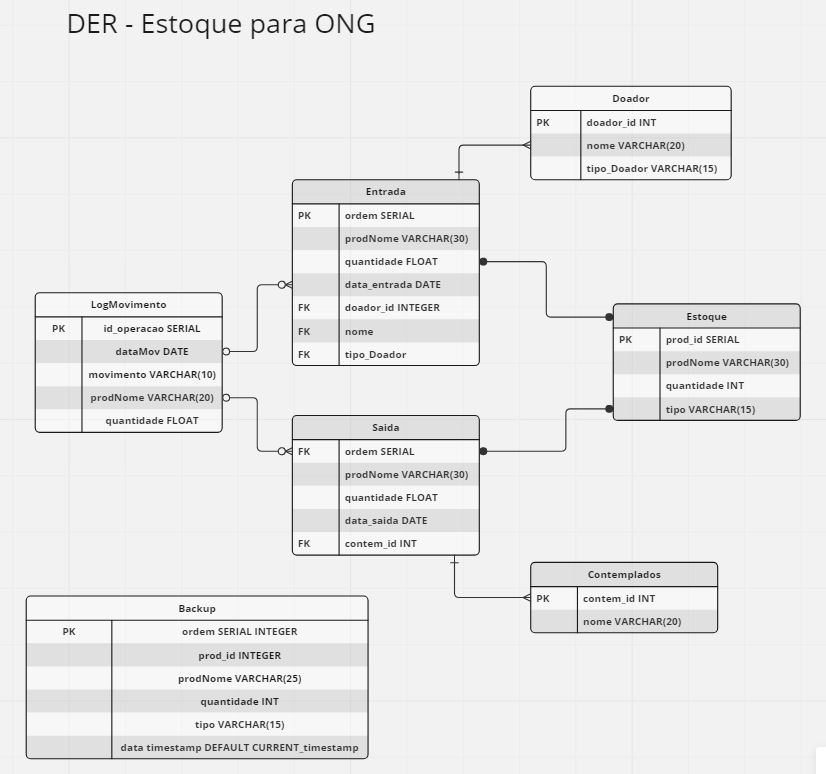 DER - Estoque para ONG
Doador
PK doador_id INT
nome VARCHAR(20)
tipo_Doador VARCHAR(15)
Entrada
PK ordem SERIAL
prodNome VARCHAR(30)
quantidade FLOAT
data_entrada DATE
FK doador_id INTEGER
FK nome
FK tipo_Doador
LogMovimento
PK id_operacao SERIAL
dataMov DATE
movimento VARCHAR(10)
prodNome VARCHAR(20)
quantidade FLOAT
Estoque
PK prod_id SERIAL
prodNome VARCHAR(30)
quantidade INT
tipo VARCHAR(15)
Saida
FK ordem SERIAL
prodNome VARCHAR(30)
quantidade FLOAT
data_saida DATE
FK contem_id INT
Contemplados
PK contem_id INT
nome VARCHAR(20)
Backup
PK ordem SERIAL INTEGER
prod_id INTEGER
prodNome VARCHAR(25)
quantidade INT
tipo VARCHAR(15)
data timestamp DEFAULT CURRENT_timestamp